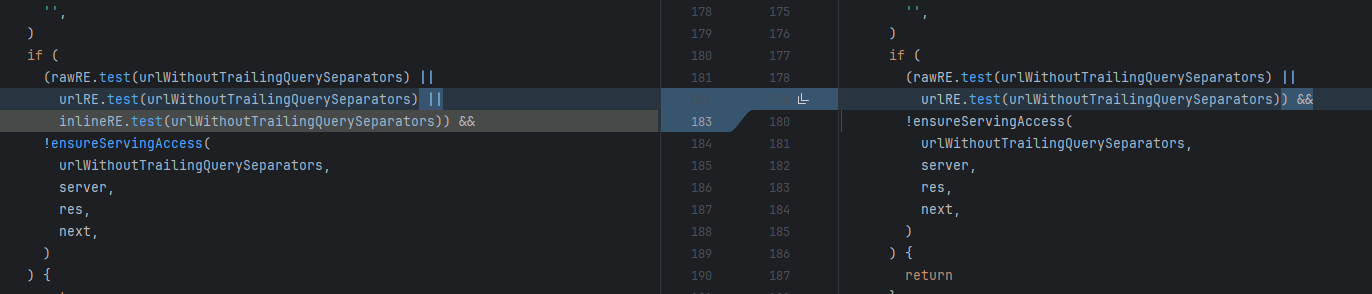 '',
)
if (
(rawRE.test(urlWithoutTrailingQuerySeparators) ||
urlRE.test(urlWithoutTrailingQuerySeparators) ||
inlineRE.test(urlWithoutTrailingQuerySeparators)) &&
!ensureServingAccess(
urlWithoutTrailingQuerySeparators,
server,
res,
next,
)
) {
178 175
179 176
180 177
181 178
183 180
184 181
185 182
186 183
187 184
188 185
189 186
190 187
'',
)
if (
(rawRE.test(urlWithoutTrailingQuerySeparators) ||
urlRE.test(urlWithoutTrailingQuerySeparators)) &&
!ensureServingAccess(
urlWithoutTrailingQuerySeparators,
server,
res,
next,
)
) {
return